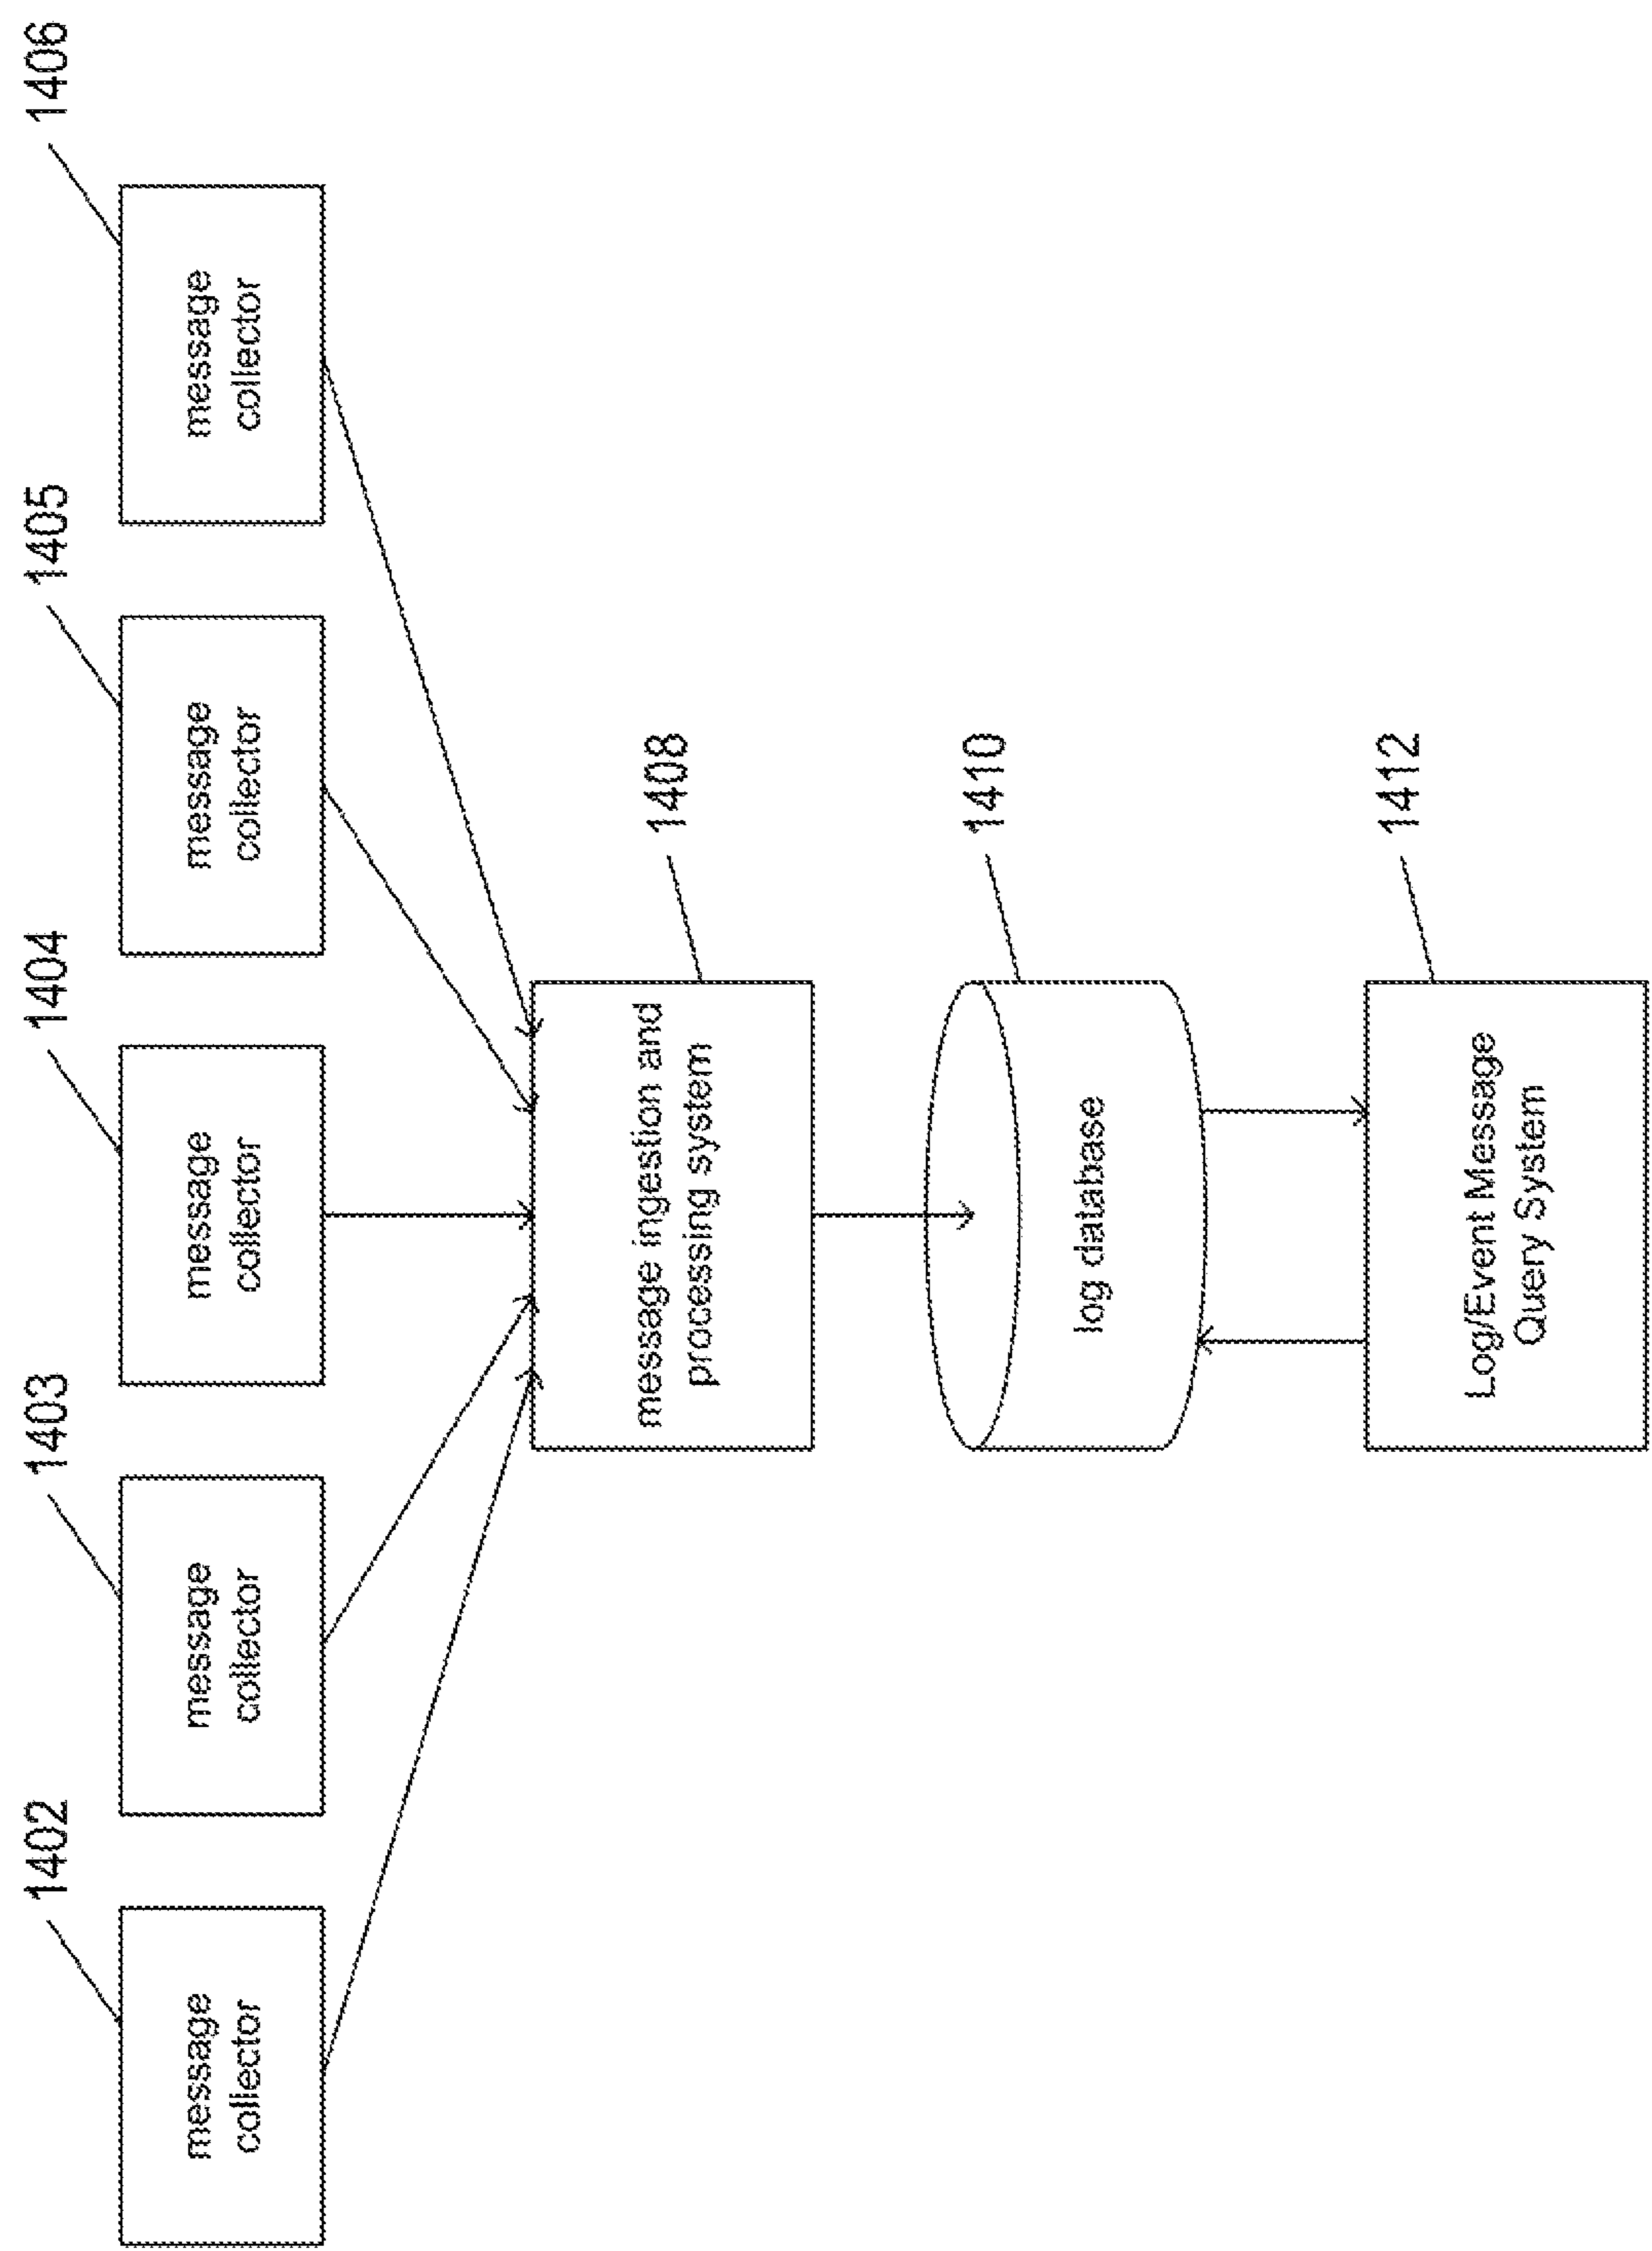 1402
1403
1404
1405
1406
message
collector
message
collector
message
collector
message
collector
message
collector
message ingestion and
processing system
1408
log database
1410
Log/Event Message
Query System
1412